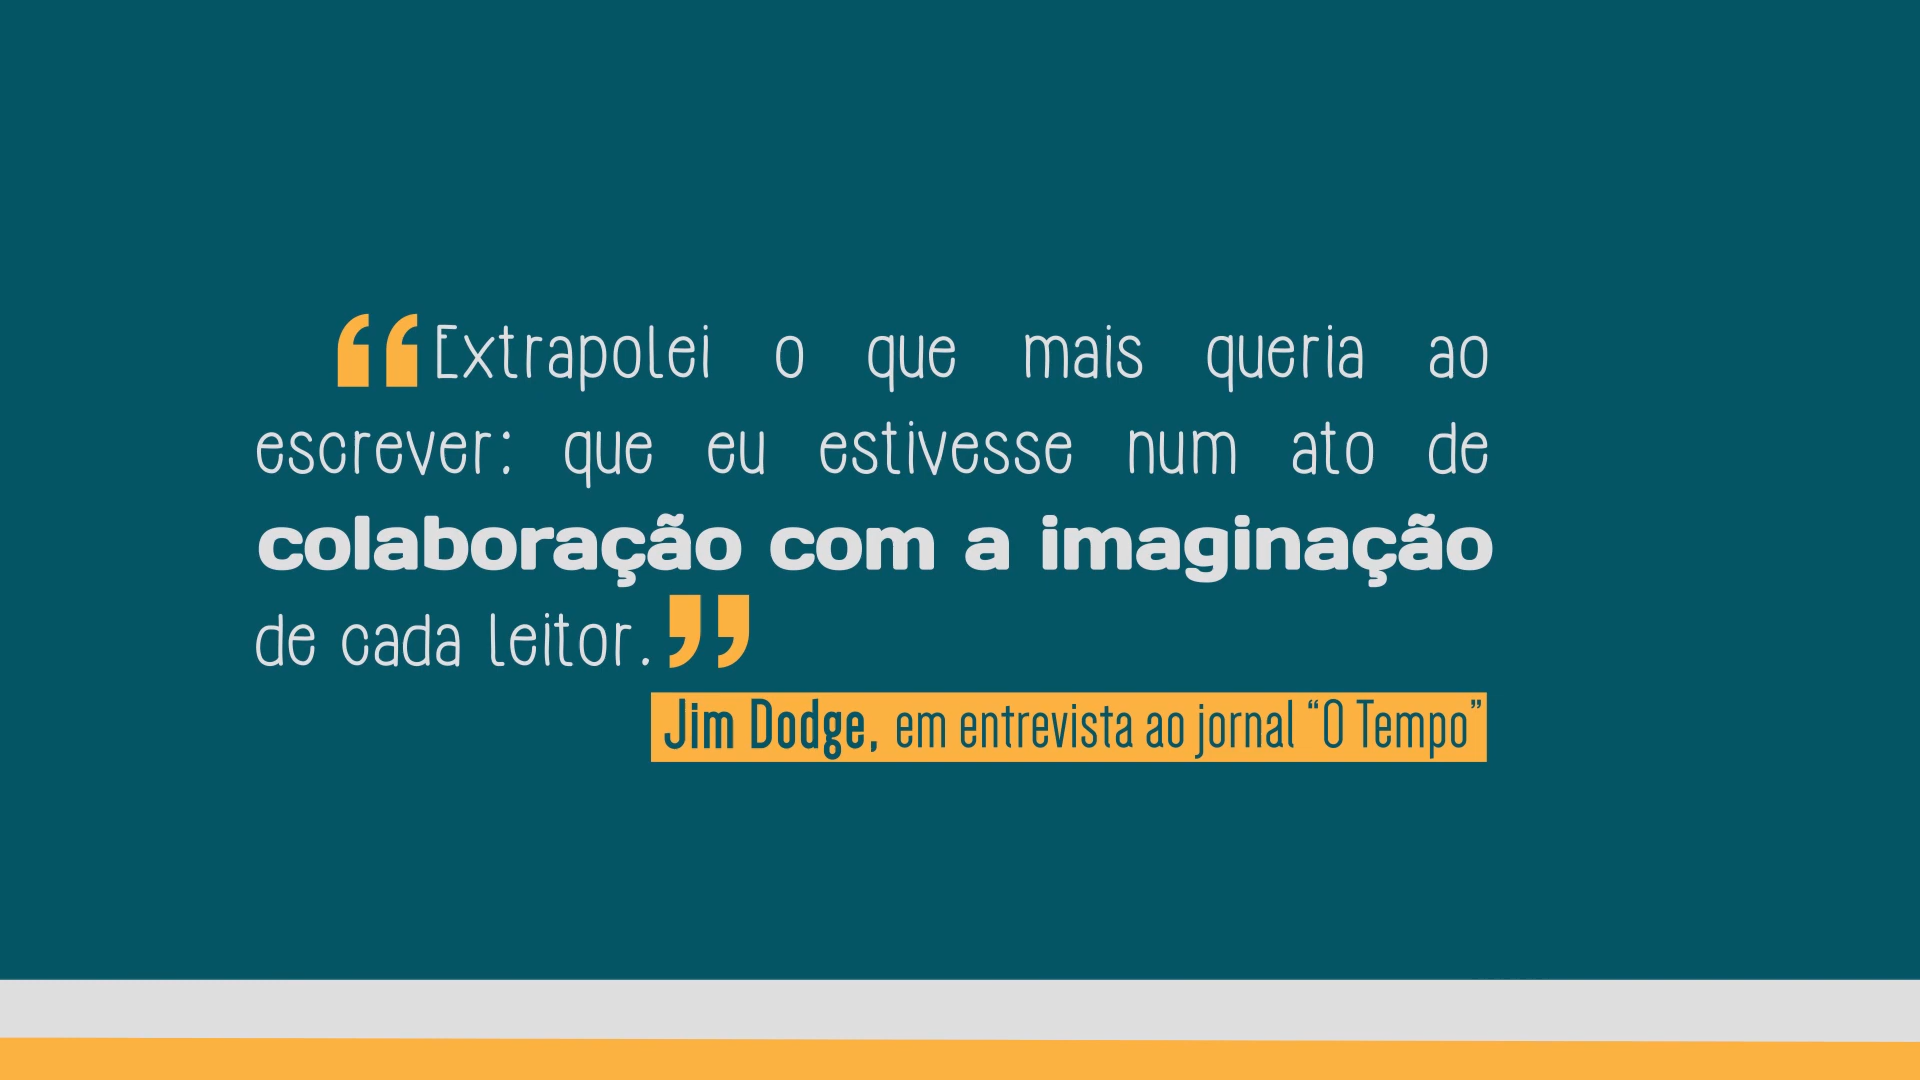 “Extrapolei o que mais queria ao
escrever: que eu estivesse num ato de
colaboração com a imaginação
de cada leitor.”
Jim Dodge, em entrevista ao jornal “O Tempo”